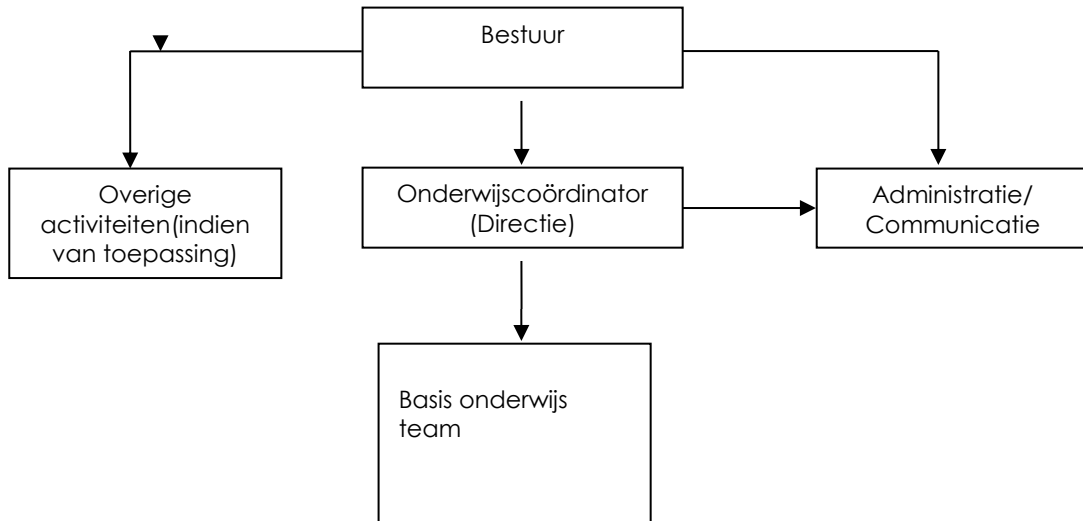 Bestuur
Overige
activiteiten(indien
van toepassing)
Onderwijscoördinator
(Directie)
Administratie/
Communicatie
Basis onderwijs
team